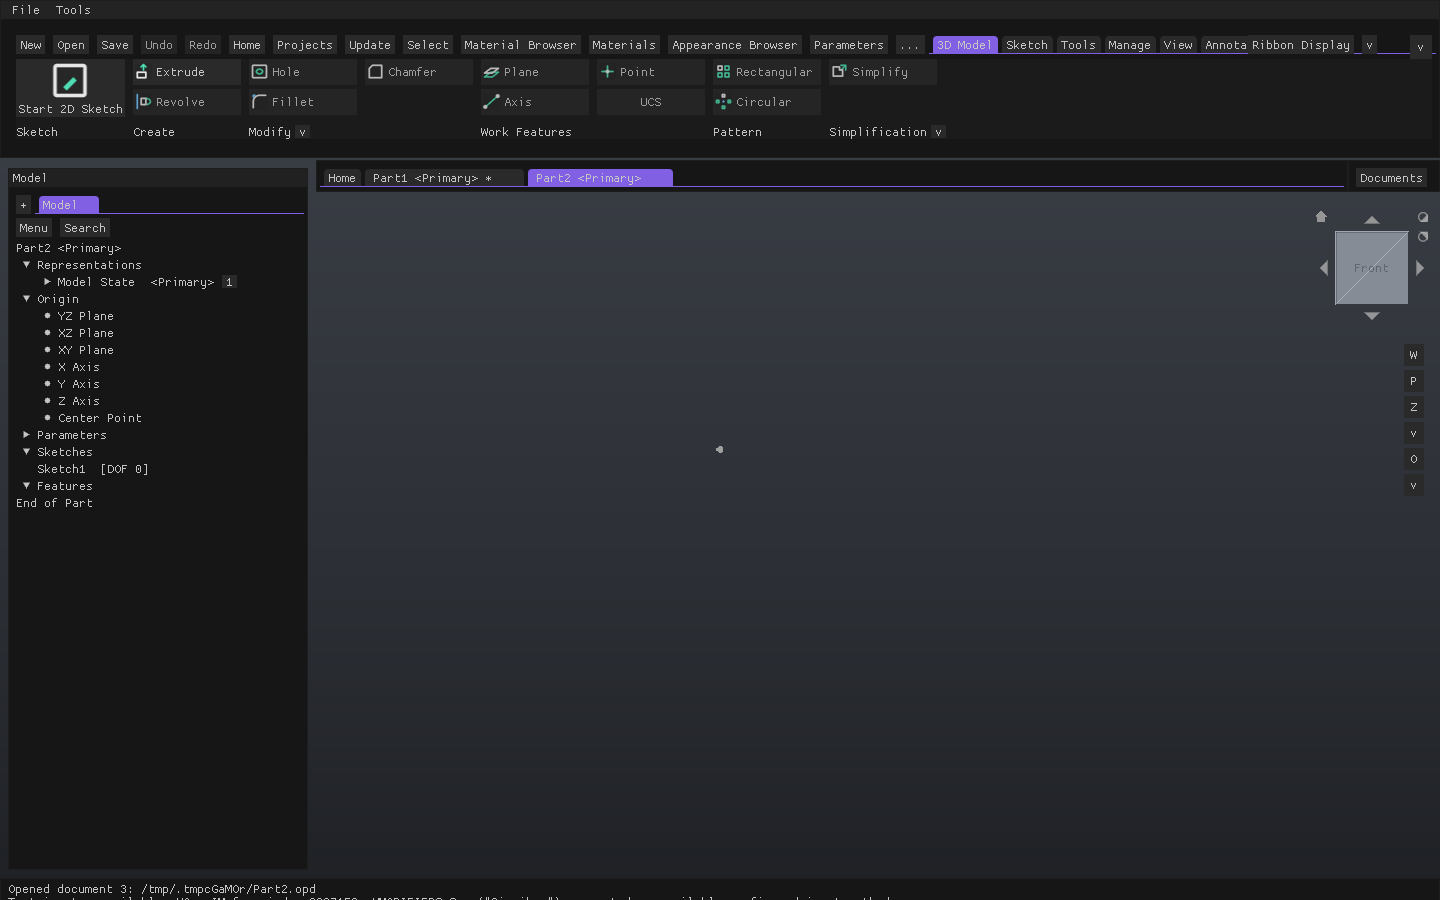 File Tools
New Open Save Undo Redo Home Projects Update Select Material Browser Materials Appearance Browser Parameters ... 3D Model Sketch Tools Manage View Annota Ribbon Display v v
Extrude Hole Chamfer Plane Point Rectangular Simplify
Start 2D Sketch Revolve Fillet Axis UCS Circular
Sketch Create Modify v Work Features Pattern Simplification v
Model
Home Part1 <Primary> * Part2 <Primary> Documents
+ Model
Menu Search
Part2 <Primary>
Representations
Model State <Primary> 1
Origin
YZ Plane
XZ Plane
XY Plane
X Axis
Y Axis
Z Axis
Center Point
Parameters
Sketches
Sketch1 [DOF 0]
Features
End of Part
Front
W
P
Z
v
O
v
Opened document 3: /tmp/.tmpcGaMOr/Part2.opd